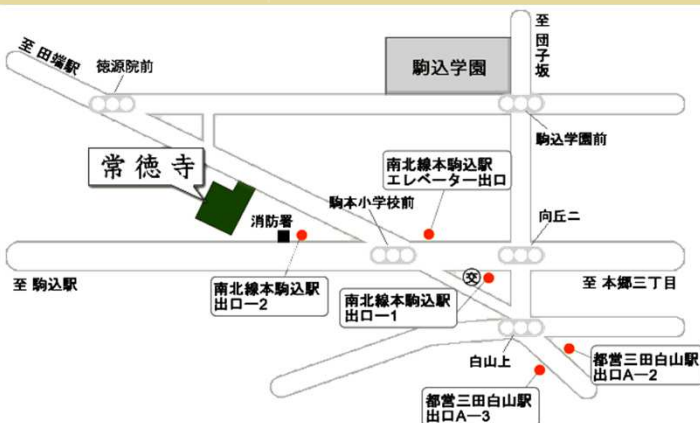 至 団子坂
至 田端駅
徳源院前
駒込学園
駒込学園前
常徳寺
南北線本駒込駅
エレベーター出口
駒本小学校前
消防署
向丘二
至 駒込駅
南北線本駒込駅
出口ー2
南北線本駒込駅
出口ー1
交
至 本郷三丁目
白山上
都営三田白山駅
出口A―2
都営三田白山駅
出口A―3